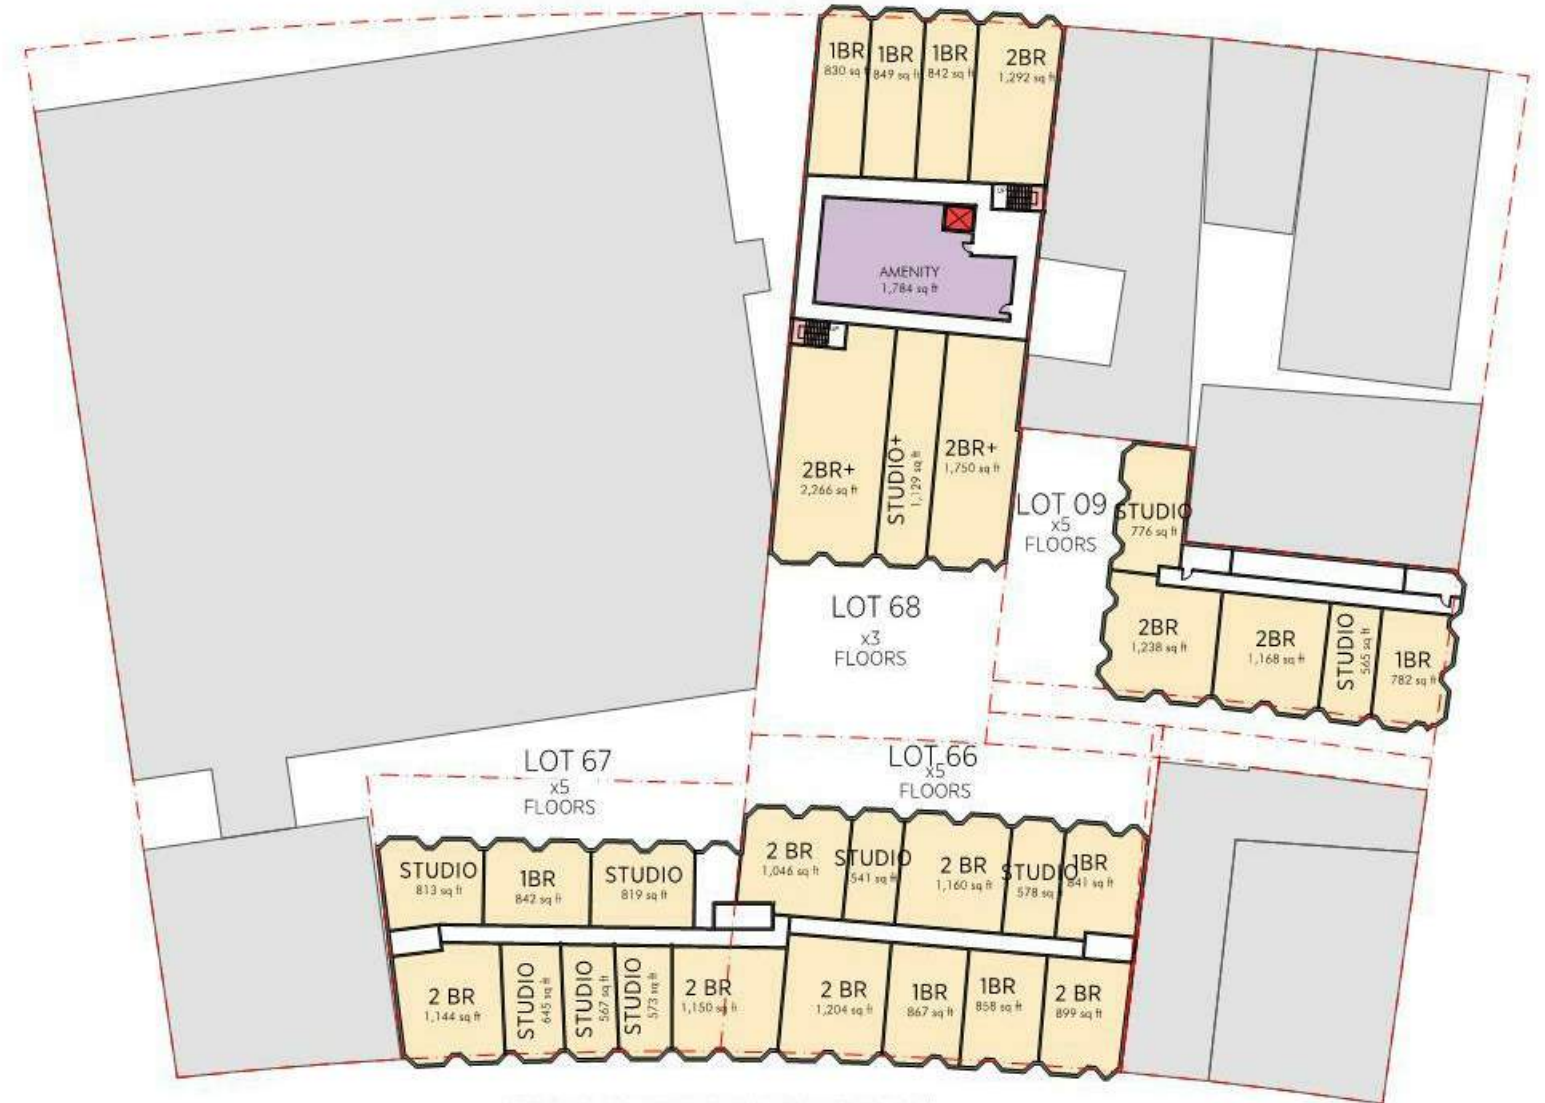 1BR
830 sq ft
1BR
849 sq ft
1BR
842 sq ft
2BR
1,292 sq ft
UP
AMENITY
1,784 sq ft
UP
2BR+
2,266 sq ft
STUDIO+
1,129 sq ft
2BR+
1,750 sq ft
LOT 09
x5
FLOORS
STUDIO
776 sq ft
LOT 68
x3
FLOORS
2BR
1,238 sq ft
2BR
1,168 sq ft
STUDIO
565 sq ft
1BR
782 sq ft
LOT 67
x5
FLOORS
LOT 66
x5
FLOORS
STUDIO
813 sq ft
1BR
842 sq ft
STUDIO
819 sq ft
2 BR
1,046 sq ft
STUDIO
541 sq ft
2 BR
1,160 sq ft
STUDIO
578 sq
1BR
841 sq ft
2 BR
1,144 sq ft
STUDIO
645 sq ft
STUDIO
567 sq ft
STUDIO
573 sq ft
2 BR
1,150 sq ft
2 BR
1,204 sq ft
1BR
867 sq ft
1BR
858 sq ft
2 BR
899 sq ft